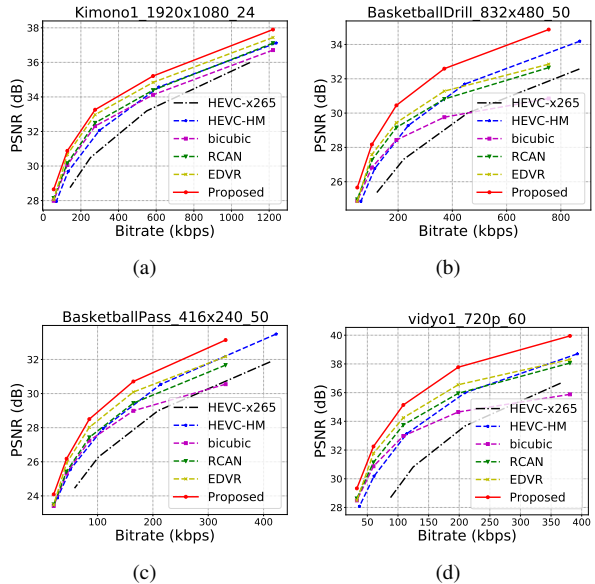 Kimono1_1920x1080_24
PSNR (dB)
38
36
34
32
30
28
0 200 400 600 800 1000 1200
Bitrate (kbps)
HEVC-x265
HEVC-HM
bicubic
RCAN
EDVR
Proposed
(a)
BasketballDrill_832x480_50
PSNR (dB)
34
32
30
28
26
200 400 600 800
Bitrate (kbps)
HEVC-x265
HEVC-HM
bicubic
RCAN
EDVR
Proposed
(b)
BasketballPass_416x240_50
PSNR (dB)
32
30
28
26
24
100 200 300 400
Bitrate (kbps)
HEVC-x265
HEVC-HM
bicubic
RCAN
EDVR
Proposed
(c)
vidyo1_720p_60
PSNR (dB)
40
38
36
34
32
30
28
50 100 150 200 250 300 350 400
Bitrate (kbps)
HEVC-x265
HEVC-HM
bicubic
RCAN
EDVR
Proposed
(d)